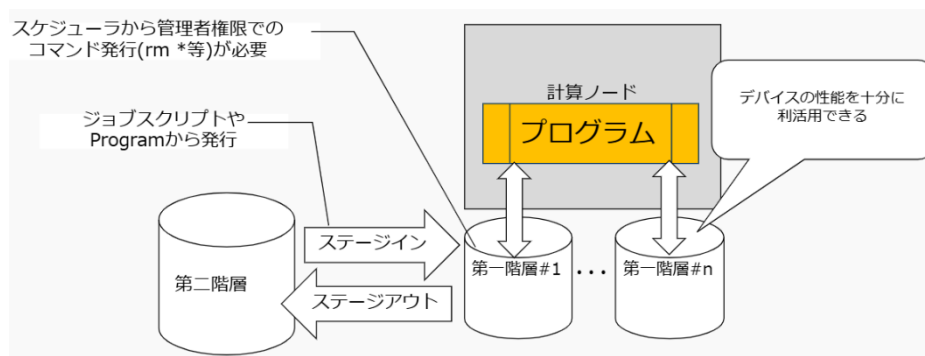 スケジューラから管理者権限での
コマンド発行(rm *等)が必要
ジョブスクリプトや
Programから発行
計算ノード
プログラム
デバイスの性能を十分に
利活用できる
第二階層
ステージイン
ステージアウト
第一階層#1
・・・
第一階層#n